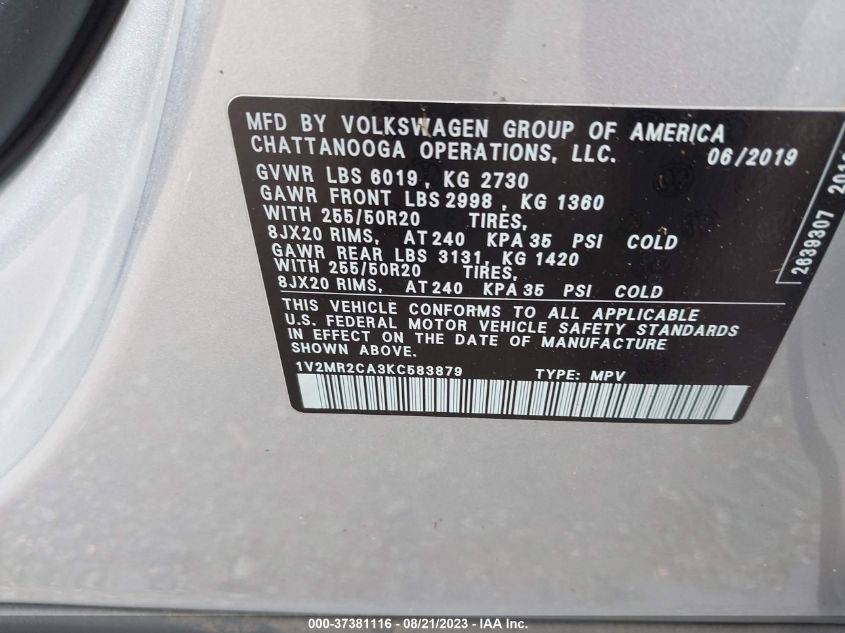 MFD BY VOLKSWAGEN GROUP OF AMERICA
CHATTANOOGA OPERATIONS, LLC. 06/2019
GVWR LBS 6019, KG 2730
GAWR FRONT LBS 2998, KG 1360
WITH 255/50R20 TIRES,
8JX20 RIMS, AT 240 KPA 35 PSI COLD
GAWR REAR LBS 3131, KG 1420
WITH 255/50R20 TIRES,
8JX20 RIMS, AT 240 KPA 35 PSI COLD
THIS VEHICLE CONFORMS TO ALL APPLICABLE
U.S. FEDERAL MOTOR VEHICLE SAFETY STANDARDS
IN EFFECT ON THE DATE OF MANUFACTURE
SHOWN ABOVE.
1V2MR2CA3KC583879 TYPE: MPV
2639307
000-37381116 - 08/21/2023 - IAA Inc.